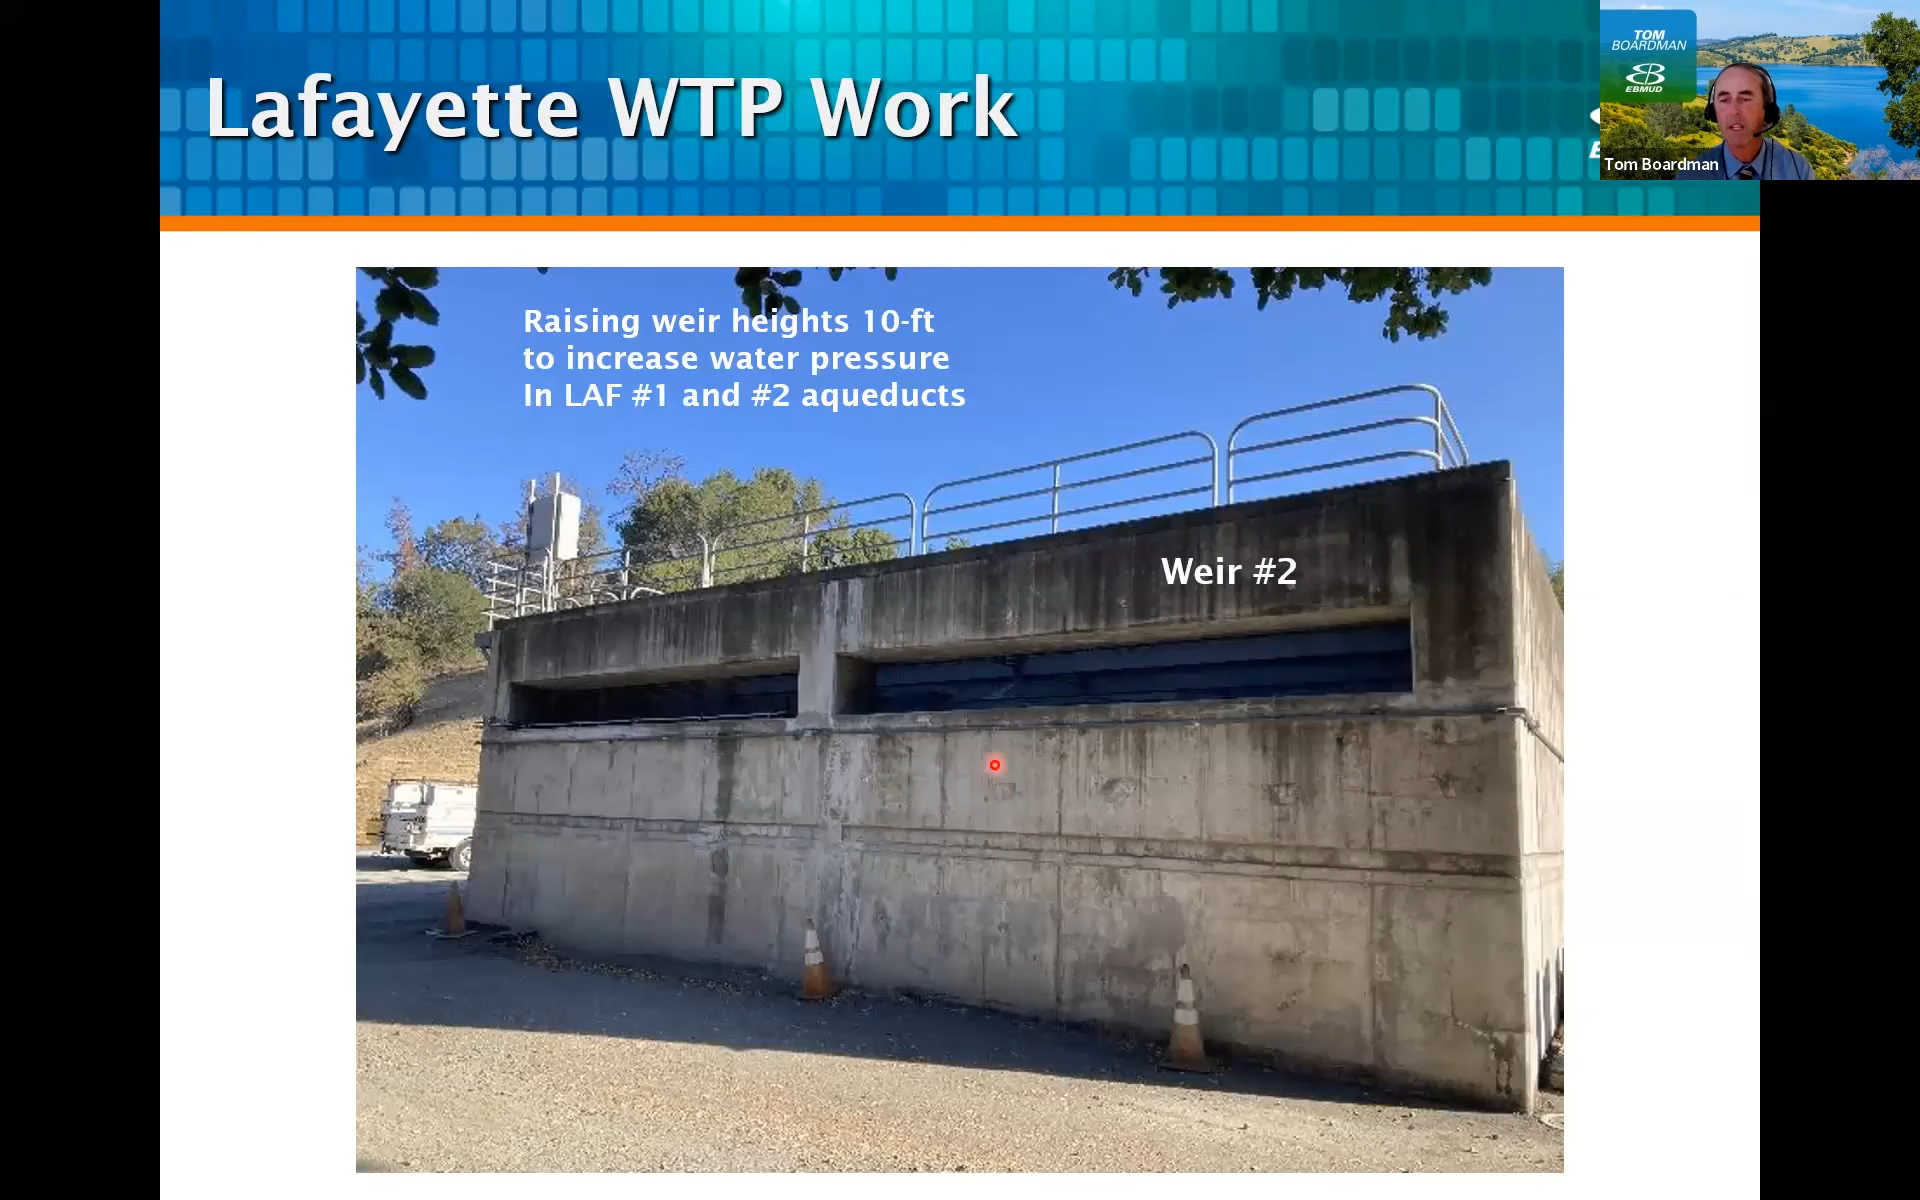 Lafayette WTP Work
TOM
BOARDMAN
EBMUD
Tom Boardman
Raising weir heights 10-ft
to increase water pressure
In LAF #1 and #2 aqueducts
Weir #2